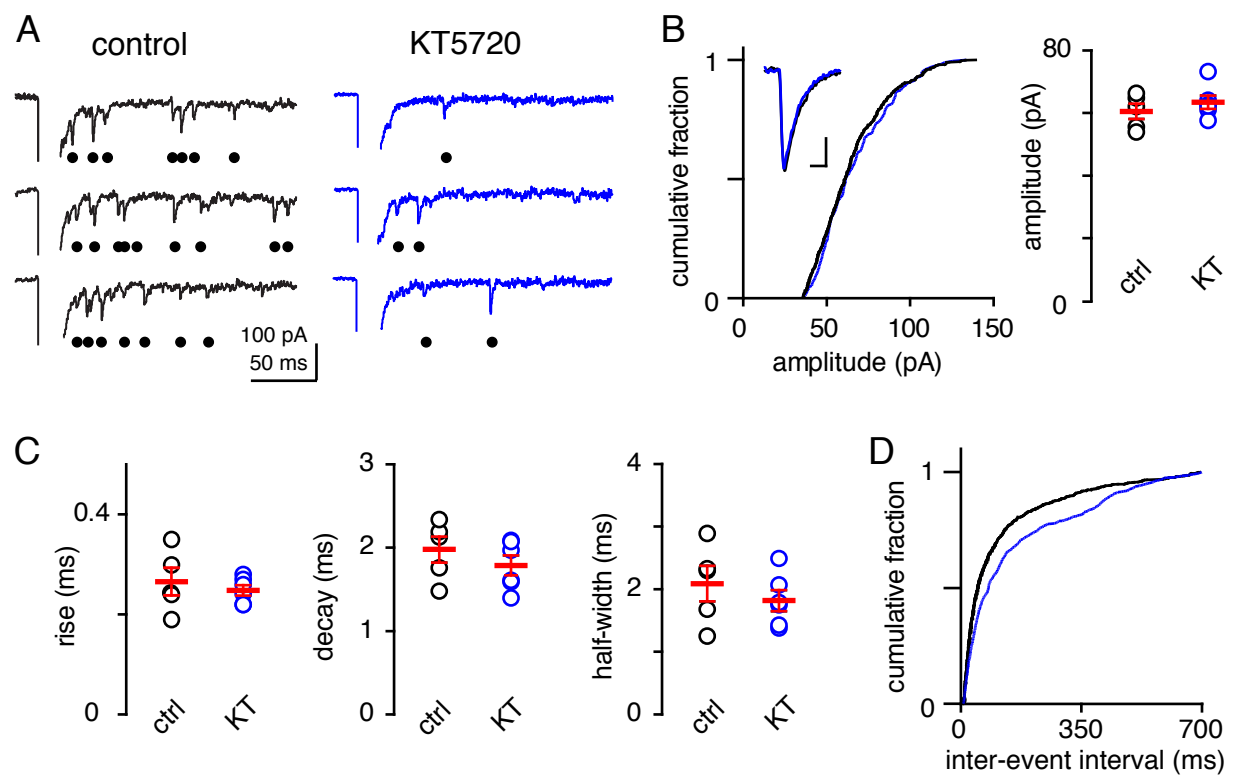 A
control
KT5720
100 pA
50 ms
B
1
cumulative fraction
0
0
50
100
150
amplitude (pA)
80
amplitude (pA)
0
ctrl
KT
C
0.4
rise (ms)
0
ctrl
KT
3
2
decay (ms)
1
0
ctrl
KT
4
half-width (ms)
2
0
ctrl
KT
D
1
cumulative fraction
0
0
350
700
inter-event interval (ms)